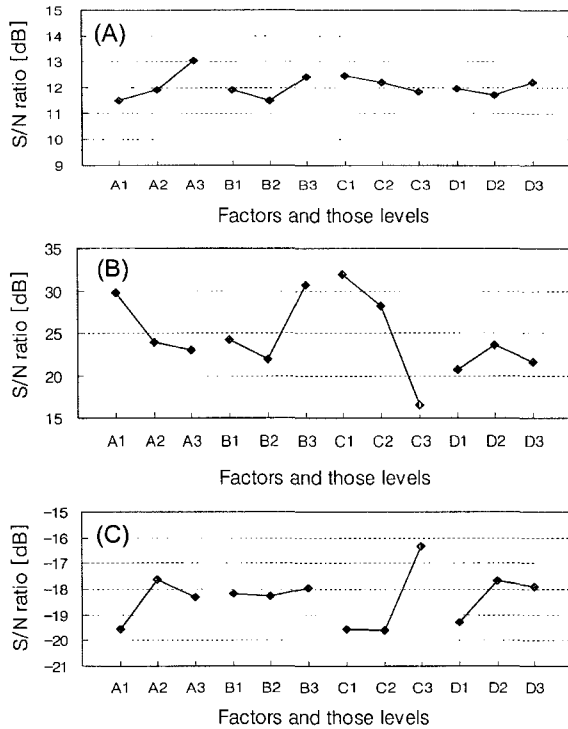 (A)
S/N ratio [dB]
15
14
13
12
11
10
9
A1 A2 A3 B1 B2 B3 C1 C2 C3 D1 D2 D3
Factors and those levels
(B)
S/N ratio [dB]
35
30
25
20
15
A1 A2 A3 B1 B2 B3 C1 C2 C3 D1 D2 D3
Factors and those levels
(C)
S/N ratio [dB]
-15
-16
-17
-18
-19
-20
-21
A1 A2 A3 B1 B2 B3 C1 C2 C3 D1 D2 D3
Factors and those levels